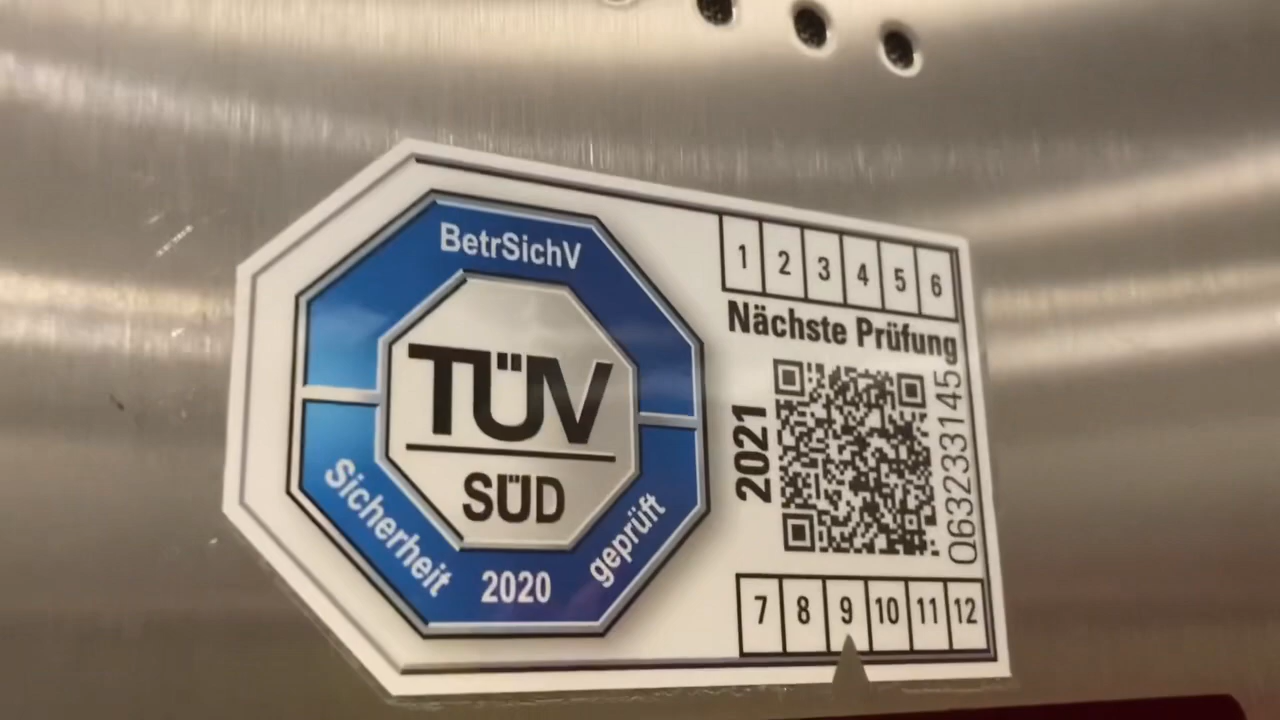 BetrSichV
TÜV
SÜD
Sicherheit 2020 geprüft
1 2 3 4 5 6
Nächste Prüfung
2021
063233145
7 8 9 10 11 12